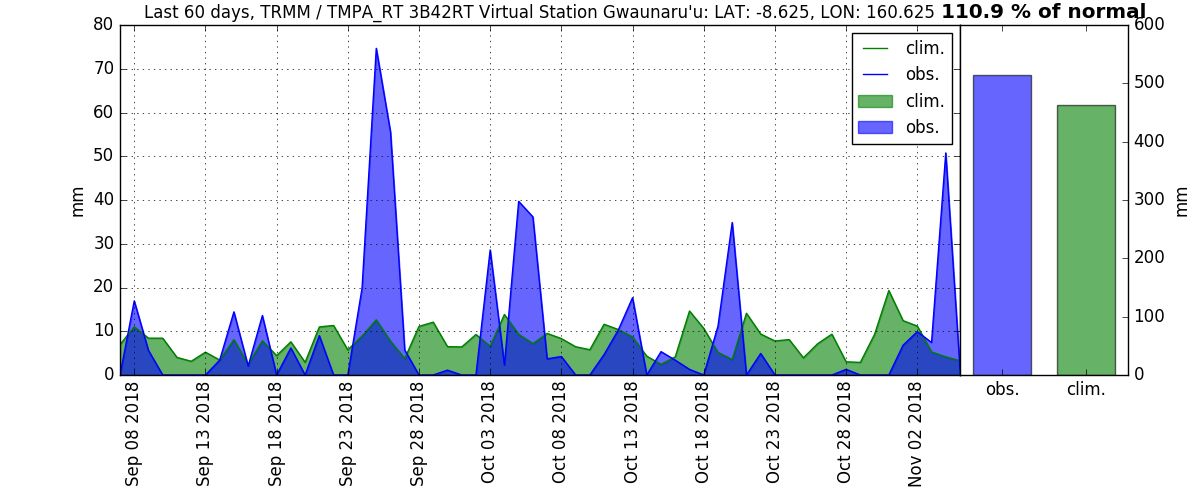 Last 60 days, TRMM / TMPA_RT 3B42RT Virtual Station Gwaunaru'u: LAT: -8.625, LON: 160.625 110.9 % of normal
80
70
60
50
40
30
20
10
0
mm
Sep 08 2018
Sep 13 2018
Sep 18 2018
Sep 23 2018
Sep 28 2018
Oct 03 2018
Oct 08 2018
Oct 13 2018
Oct 18 2018
Oct 23 2018
Oct 28 2018
Nov 02 2018
clim.
obs.
clim.
obs.
obs.
clim.
600
500
400
300
200
100
0
mm